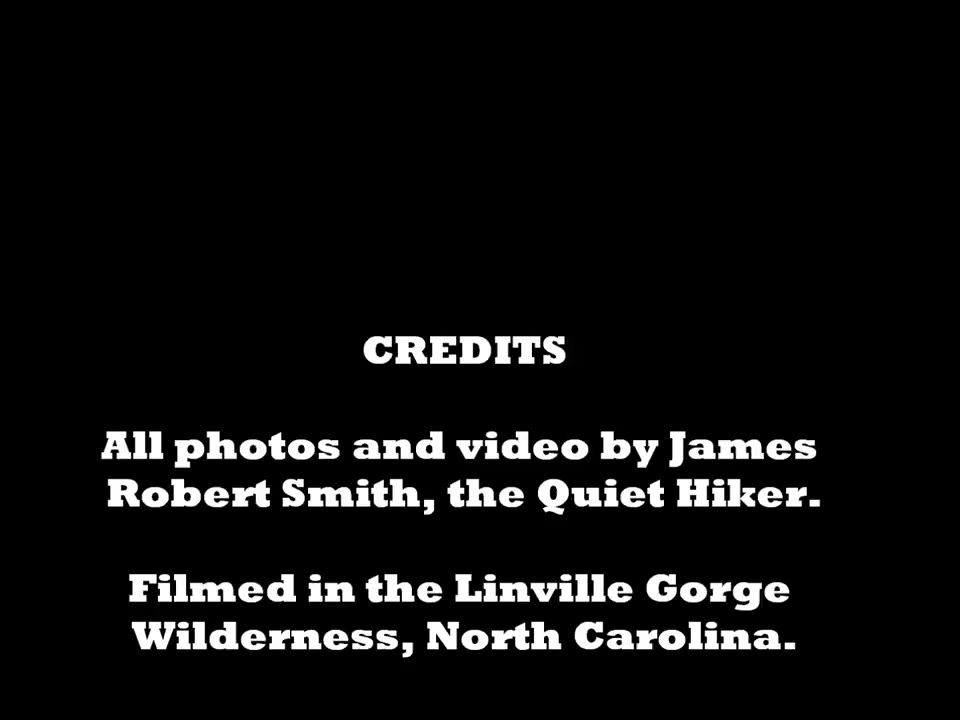 CREDITS
All photos and video by James
Robert Smith, the Quiet Hiker.
Filmed in the Linville Gorge
Wilderness, North Carolina.